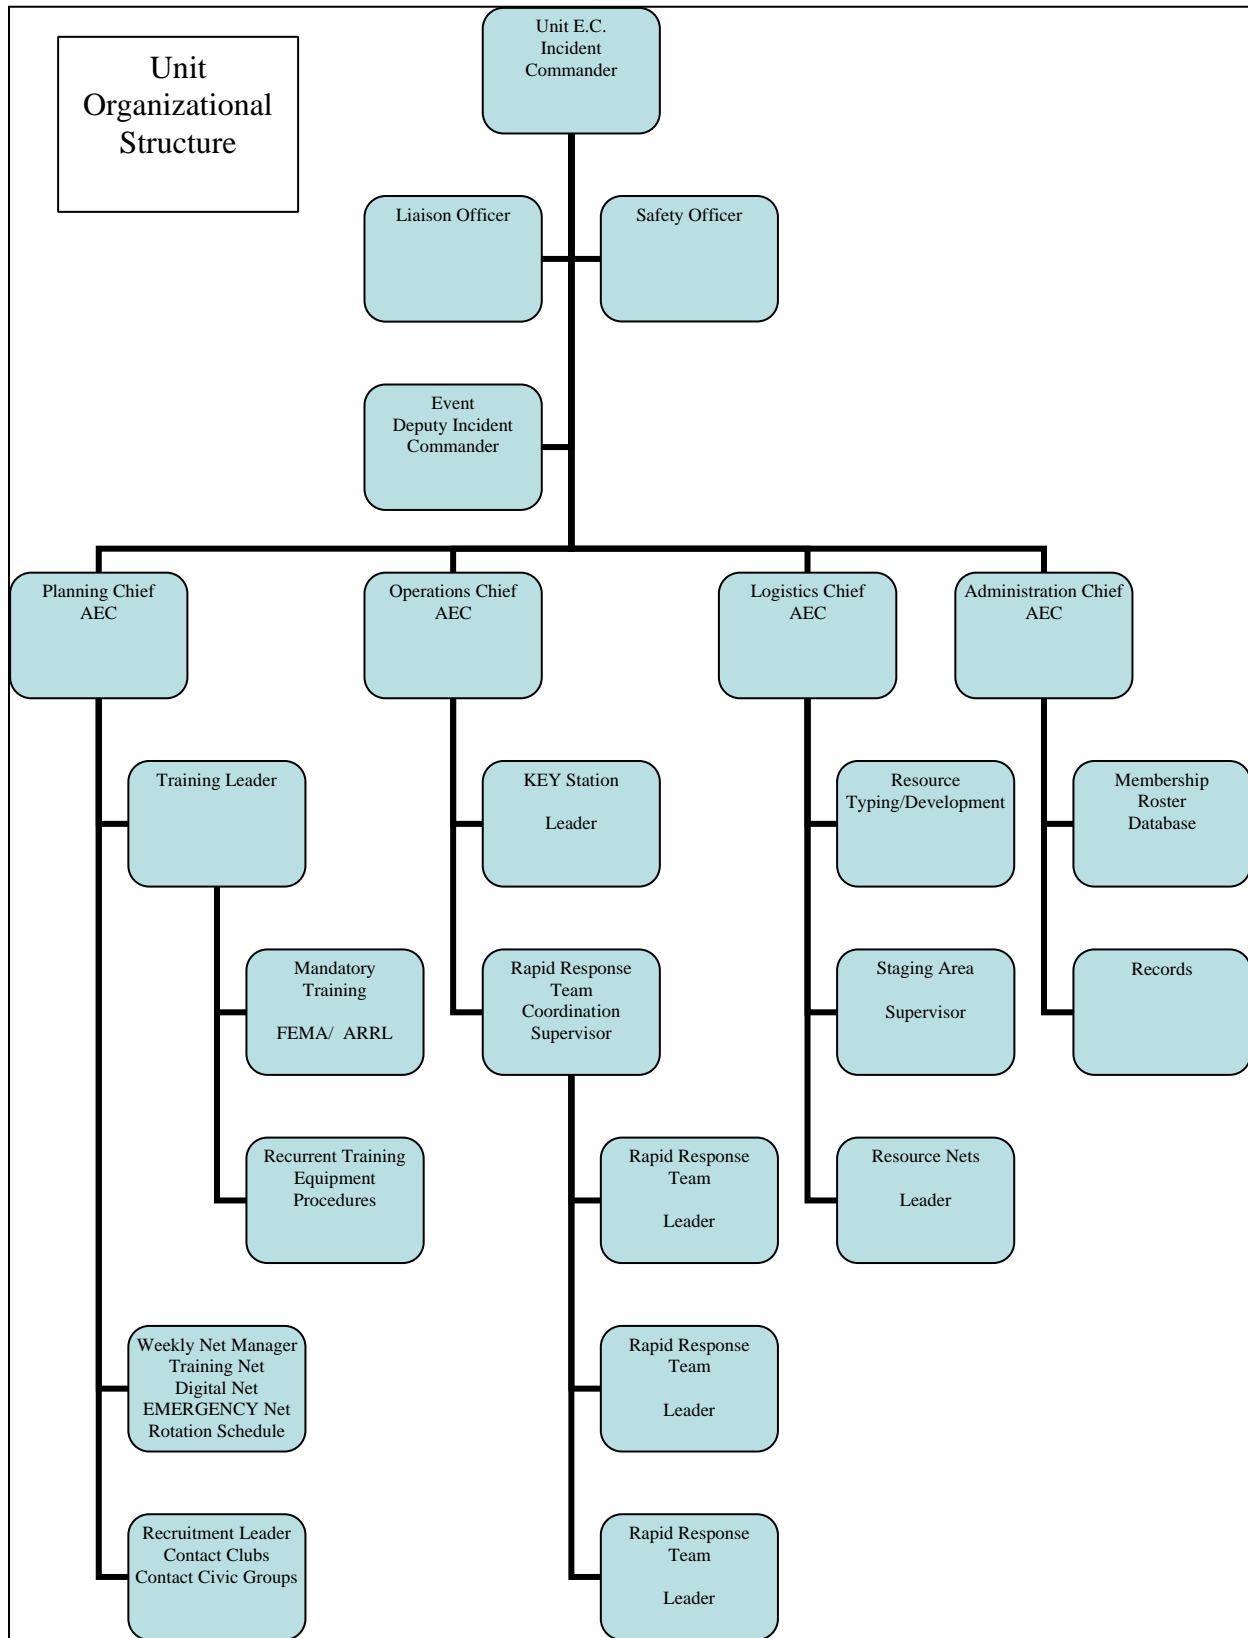 Unit
Organizational
Structure
Unit E.C.
Incident
Commander
Liaison Officer
Safety Officer
Event
Deputy Incident
Commander
Planning Chief
AEC
Operations Chief
AEC
Logistics Chief
AEC
Administration Chief
AEC
Training Leader
KEY Station
Leader
Resource
Typing/Development
Membership
Roster
Database
Mandatory
Training
FEMA/  ARRL
Rapid Response
Team
Coordination
Supervisor
Staging Area
Supervisor
Records
Recurrent Training
Equipment
Procedures
Rapid Response
Team
Leader
Resource Nets
Leader
Weekly Net Manager
Training Net
Digital Net
EMERGENCY Net
Rotation Schedule
Rapid Response
Team
Leader
Recruitment Leader
Contact Clubs
Contact Civic Groups
Rapid Response
Team
Leader